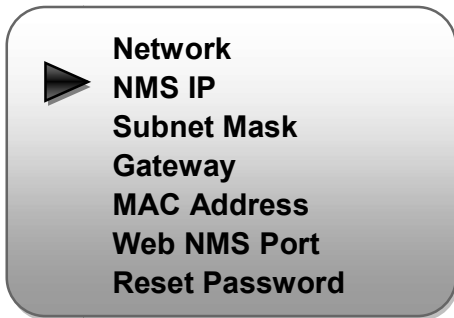 Network
NMS IP
Subnet Mask
Gateway
MAC Address
Web NMS Port
Reset Password